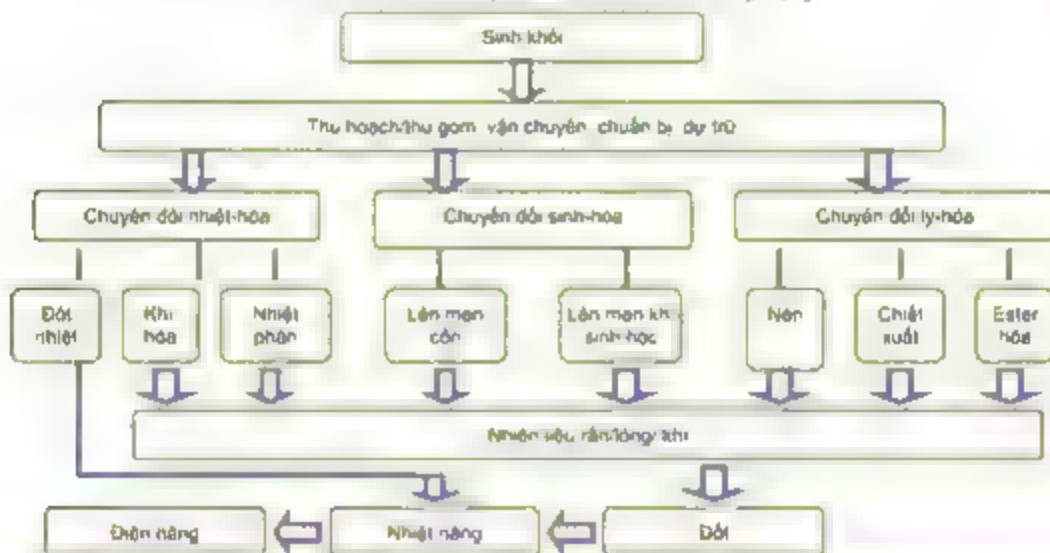 Sinh khối
Thu hoạch/thu gom vận chuyển chuẩn bị dự trữ
Chuyển đổi nhiệt-hóa
Chuyển đổi sinh-hóa
Chuyển đổi lý-hóa
Đốt
nhiệt
Khí
hóa
Nhiệt
phân
Lên men
cồn
Lên men khí
sinh-học
Nén
Chiết
xuất
Ester
hóa
Nhiên liệu rắn/lỏng/ khí
Điện năng
Nhiệt năng
Đốt